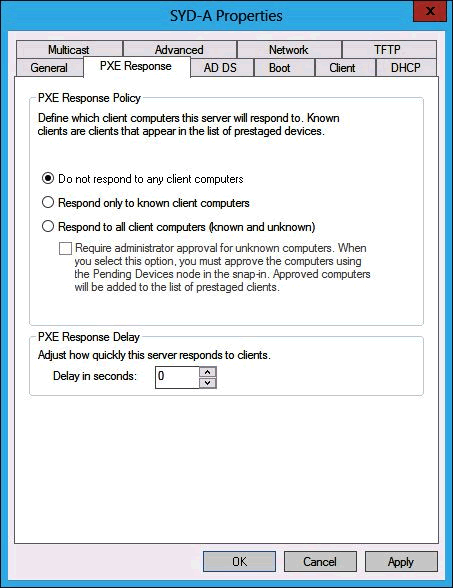 SYD-A Properties
x
Multicast Advanced Network TFTP
General PXE Response AD DS Boot Client DHCP
PXE Response Policy
Define which client computers this server will respond to. Known
clients are clients that appear in the list of prestaged devices.
Do not respond to any client computers
Respond only to known client computers
Respond to all client computers (known and unknown)
Require administrator approval for unknown computers. When
you select this option, you must approve the computers using
the Pending Devices node in the snap-in. Approved computers
will be added to the list of prestaged clients.
PXE Response Delay
Adjust how quickly this server responds to clients.
Delay in seconds: 0
OK Cancel Apply